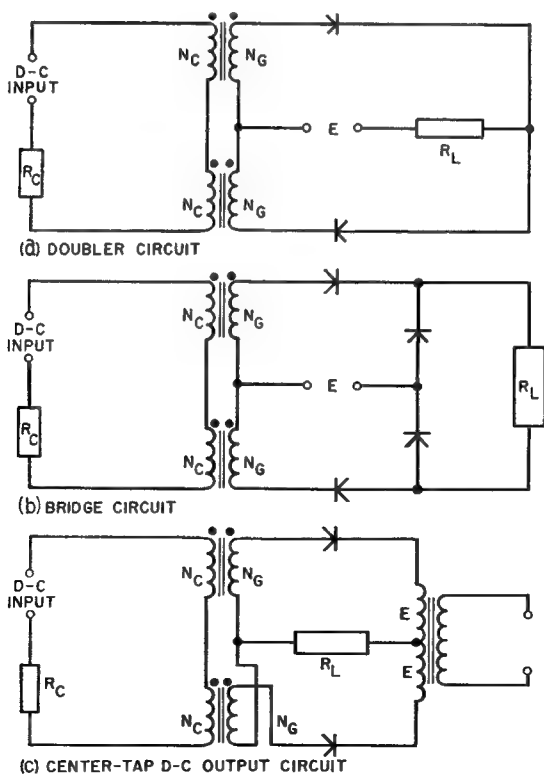 D-C
INPUT
R_C
N_C
N_G
N_C
N_G
E
R_L
(a) DOUBLER CIRCUIT
D-C
INPUT
R_C
N_C
N_G
N_C
N_G
E
R_L
(b) BRIDGE CIRCUIT
D-C
INPUT
R_C
N_C
N_G
N_C
N_G
R_L
E
E
(c) CENTER-TAP D-C OUTPUT CIRCUIT